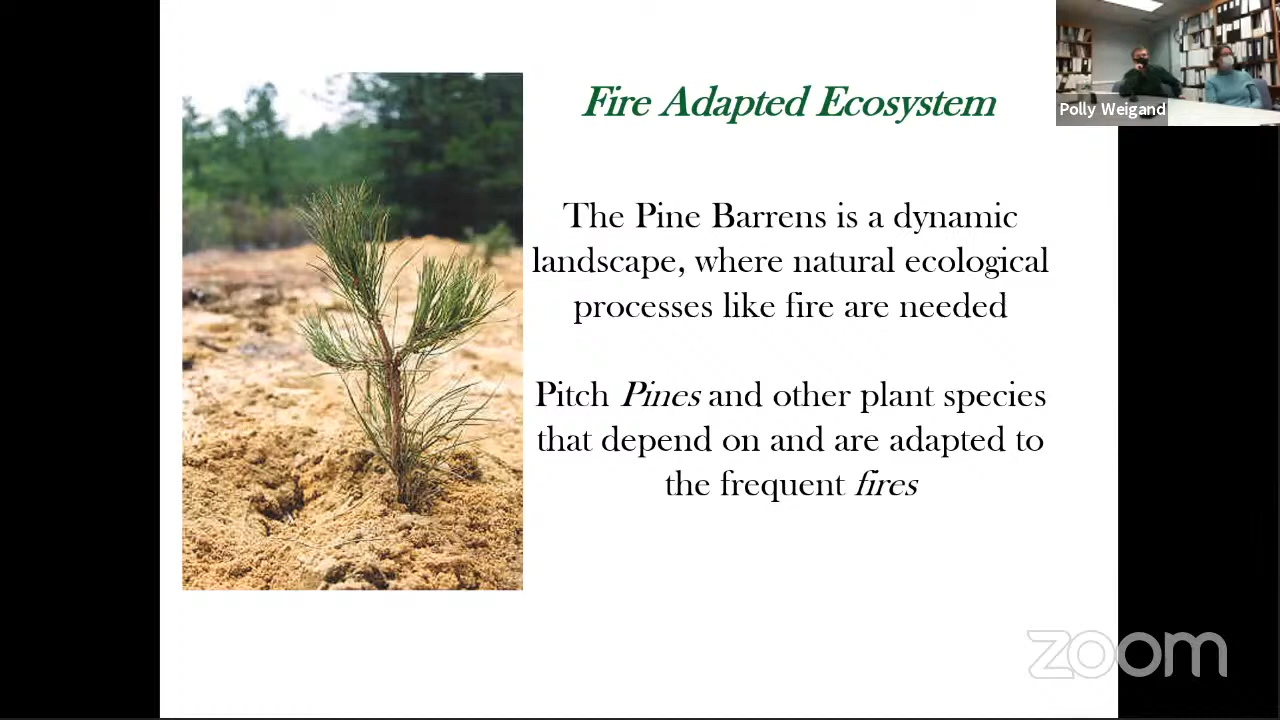 Fire Adapted Ecosystem
The Pine Barrens is a dynamic
landscape, where natural ecological
processes like fire are needed
Pitch Pines and other plant species
that depend on and are adapted to
the frequent fires
Polly Weigand
zoom